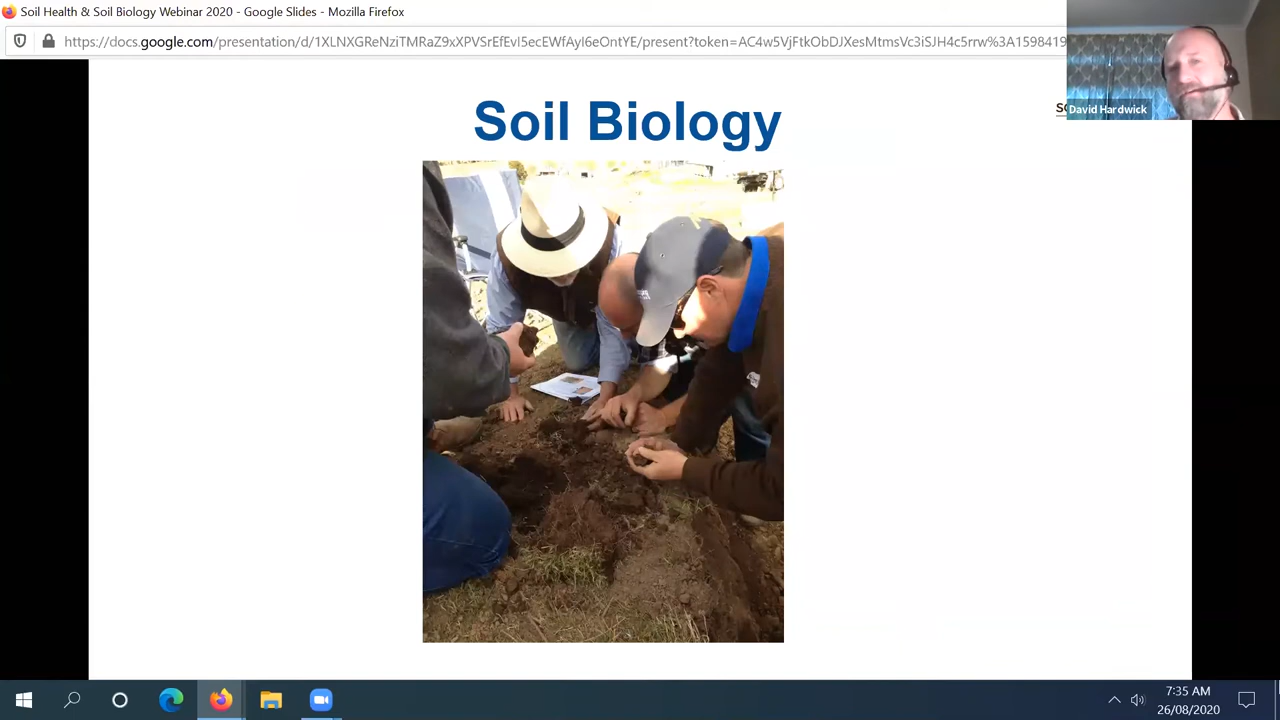 Soil Health & Soil Biology Webinar 2020 - Google Slides - Mozilla Firefox
https://docs.google.com/presentation/d/1XLNXGReNziTMRaZ9xXPVSrEfEvI5ecEWfAyI6eOntYE/present?token=AC4w5VjFtkObDJXesMtmsVc3iSJH4c5rrw%3A1598419
David Hardwick
Soil Biology
7:35 AM
26/08/2020